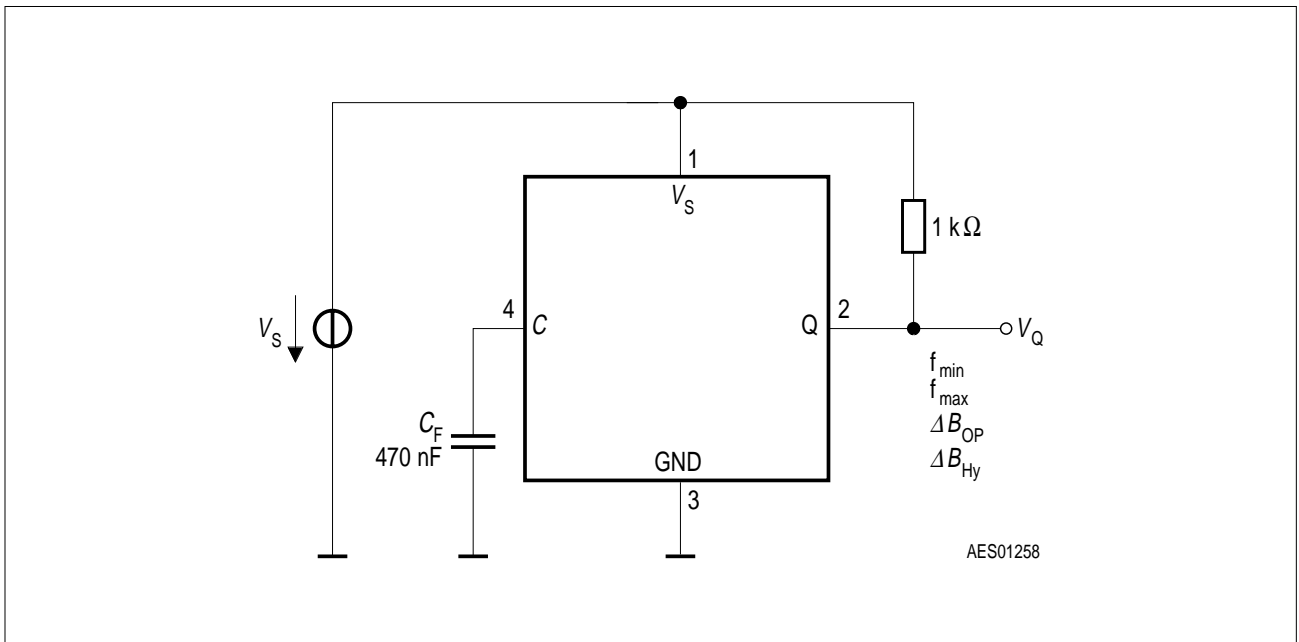 1
V_S
1 kΩ
4
C
Q
2
V_Q
V_S
f_min
f_max
ΔB_OP
ΔB_Hy
C_F
470 nF
GND
3
AES01258